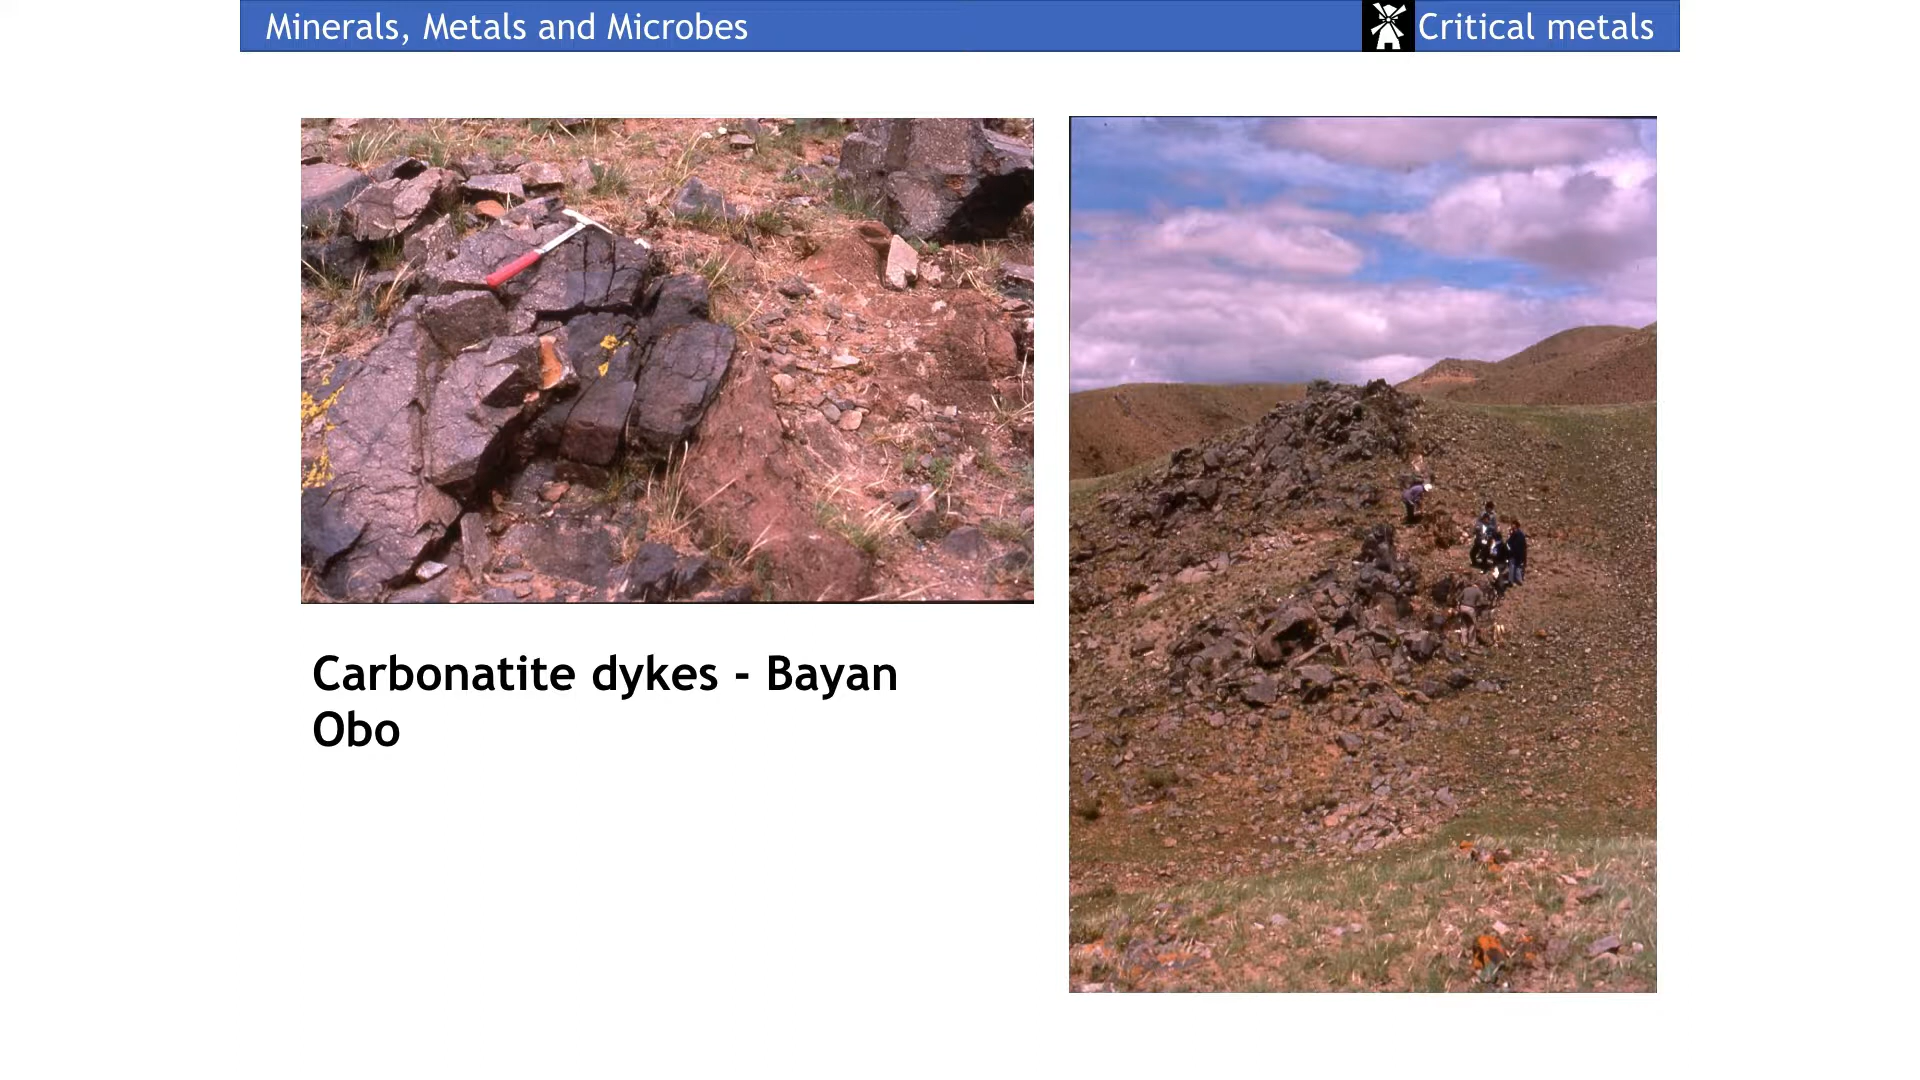 Minerals, Metals and Microbes
Critical metals
Carbonatite dykes - Bayan
Obo